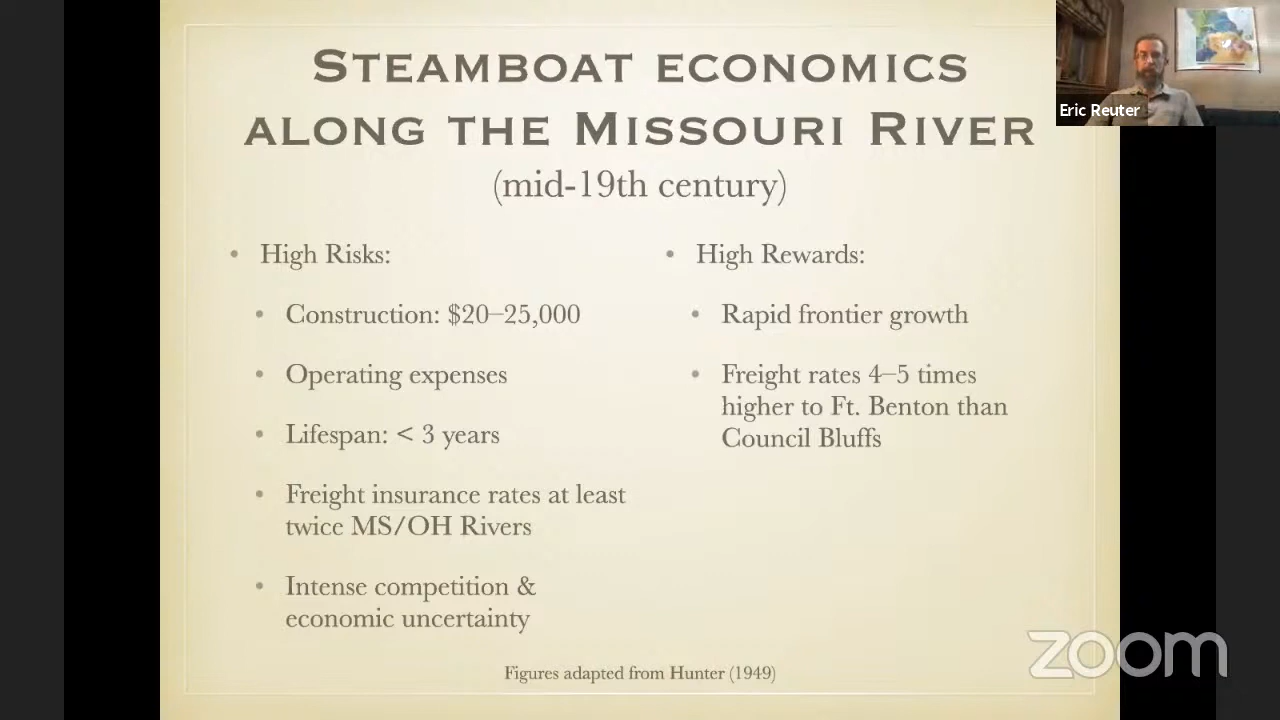 STEAMBOAT ECONOMICS
ALONG THE MISSOURI RIVER
(mid-19th century)
Eric Reuter
• High Risks:
• Construction: $20–25,000
• Operating expenses
• Lifespan: < 3 years
• Freight insurance rates at least
twice MS/OH Rivers
• Intense competition &
economic uncertainty
• High Rewards:
• Rapid frontier growth
• Freight rates 4–5 times
higher to Ft. Benton than
Council Bluffs
Figures adapted from Hunter (1949)
zoom